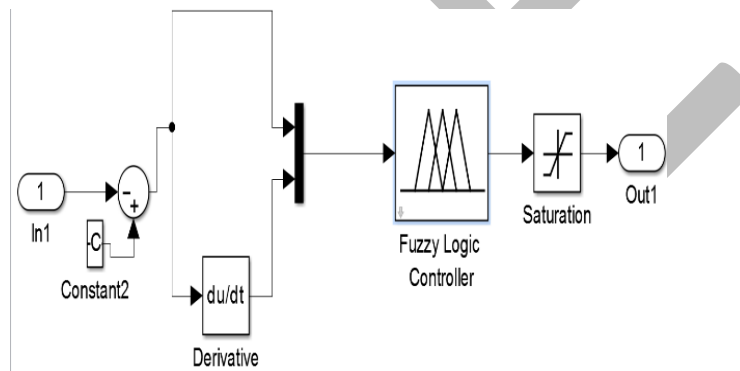 1
In1
-
+
-C
Constant2
du/dt
Derivative
Fuzzy Logic
Controller
Saturation
1
Out1